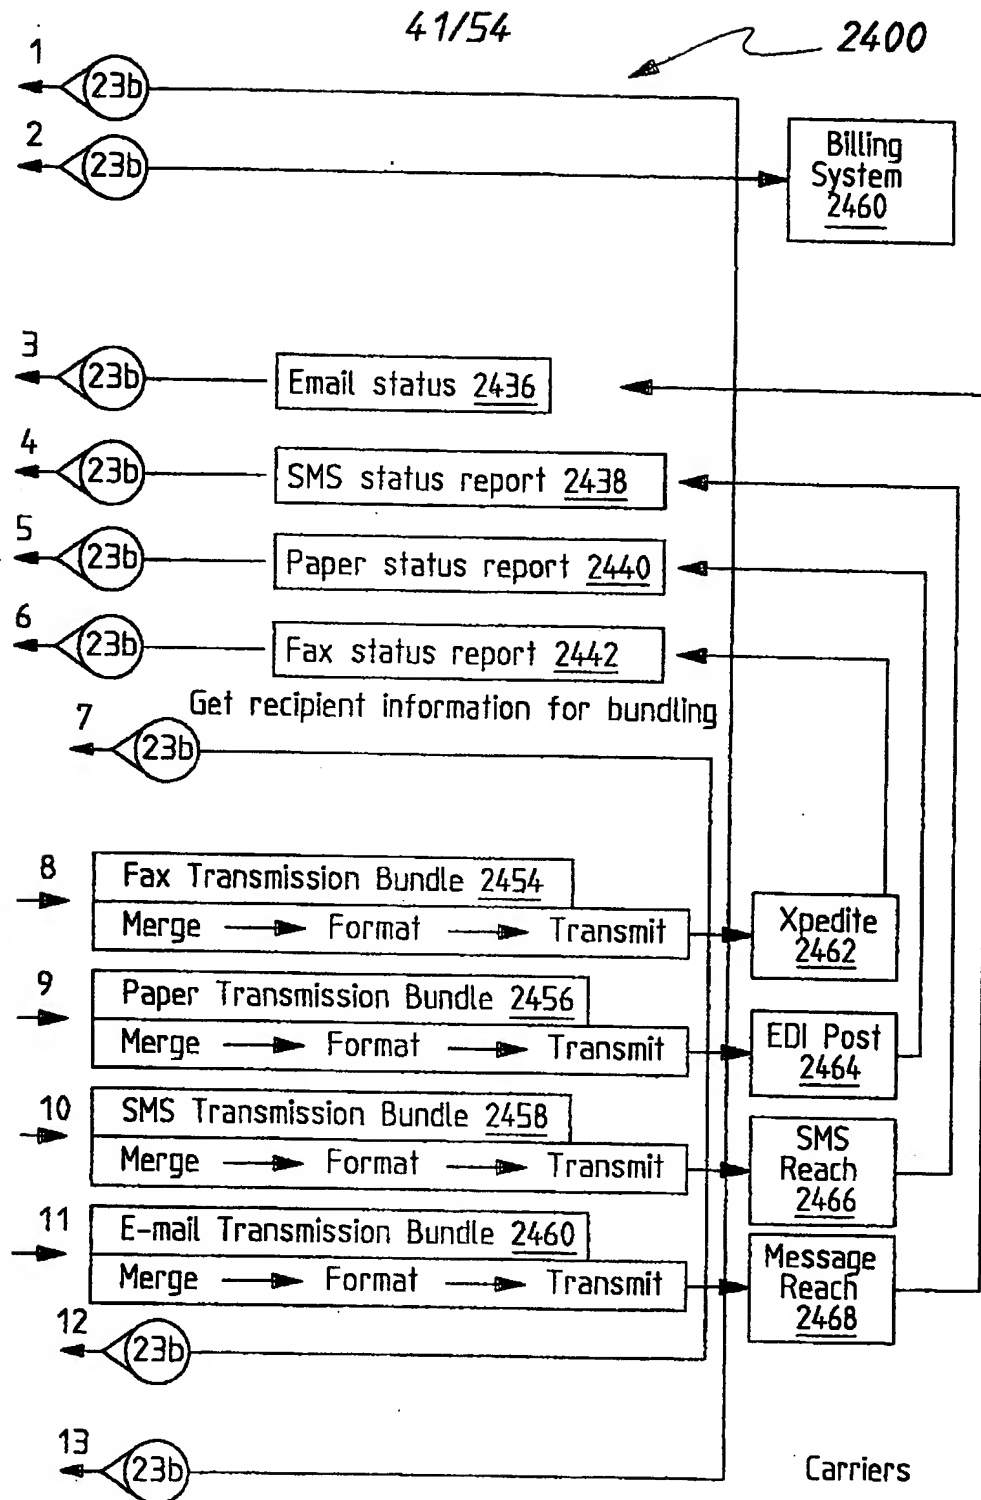 41/54
2400
1
23b
2
23b
Billing
System
2460
3
23b
Email status 2436
4
23b
SMS status report 2438
5
23b
Paper status report 2440
6
23b
Fax status report 2442
Get recipient information for bundling
7
23b
8
Fax Transmission Bundle 2454
Merge Format Transmit
Xpedite
2462
9
Paper Transmission Bundle 2456
Merge Format Transmit
EDI Post
2464
10
SMS Transmission Bundle 2458
Merge Format Transmit
SMS
Reach
2466
11
E-mail Transmission Bundle 2460
Merge Format Transmit
Message
Reach
2468
12
23b
13
23b
Carriers